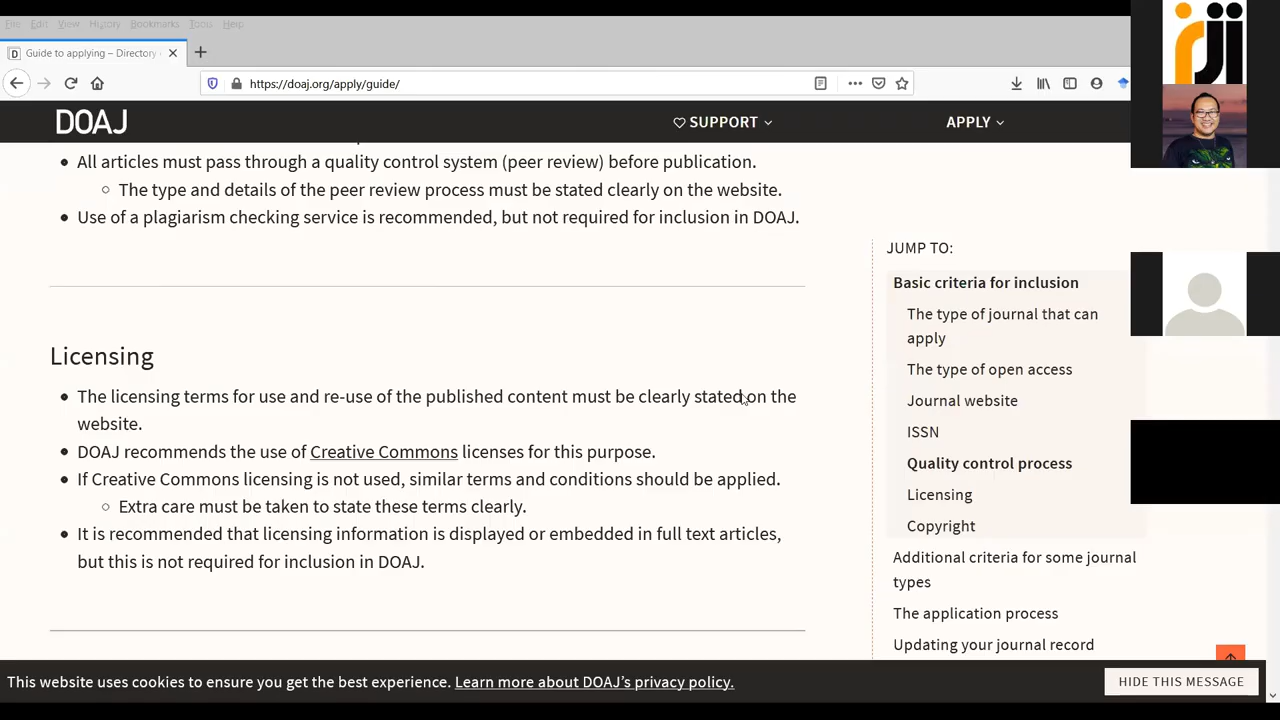 File Edit View History Bookmarks Tools Help
Guide to applying – Directory
https://doaj.org/apply/guide/
DOAJ
SUPPORT
APPLY
All articles must pass through a quality control system (peer review) before publication.
The type and details of the peer review process must be stated clearly on the website.
Use of a plagiarism checking service is recommended, but not required for inclusion in DOAJ.
Licensing
The licensing terms for use and re-use of the published content must be clearly stated on the
website.
DOAJ recommends the use of Creative Commons licenses for this purpose.
If Creative Commons licensing is not used, similar terms and conditions should be applied.
Extra care must be taken to state these terms clearly.
It is recommended that licensing information is displayed or embedded in full text articles,
but this is not required for inclusion in DOAJ.
JUMP TO:
Basic criteria for inclusion
The type of journal that can
apply
The type of open access
Journal website
ISSN
Quality control process
Licensing
Copyright
Additional criteria for some journal
types
The application process
Updating your journal record
This website uses cookies to ensure you get the best experience. Learn more about DOAJ's privacy policy.
HIDE THIS MESSAGE
rji